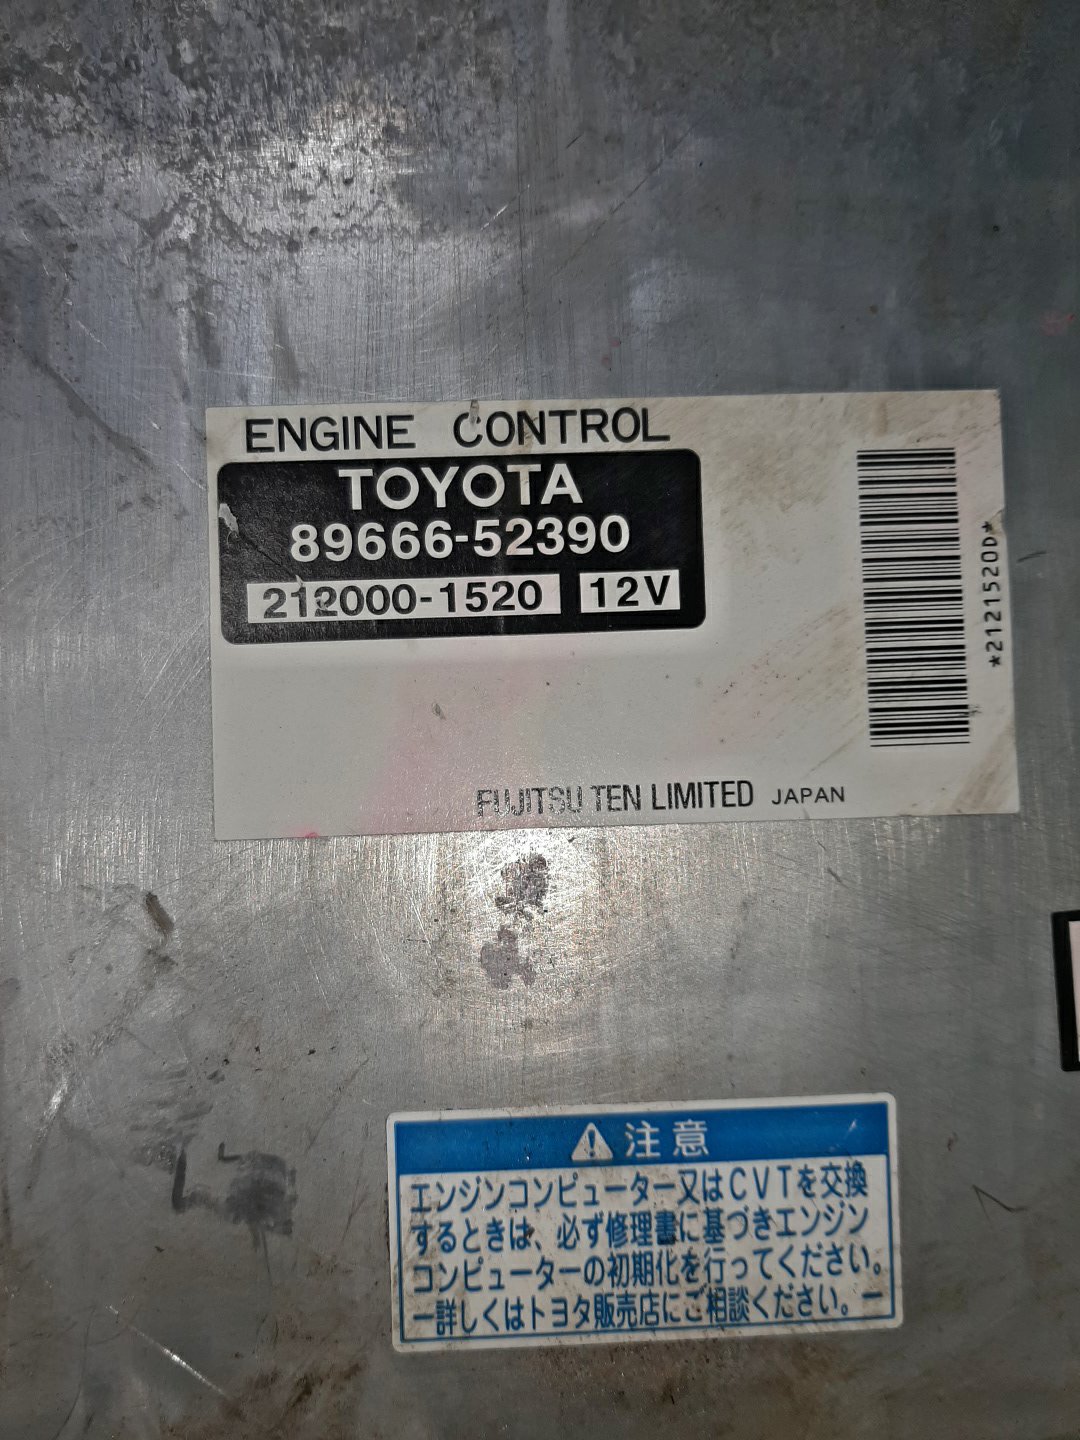 ENGINE CONTROL
TOYOTA
89666-52390
212000-1520 12V
*2121520D*
FUJITSU TEN LIMITED JAPAN
注意
エンジンコンピューター又はCVTを交換
するときは、必ず修理書に基づきエンジン
コンピューターの初期化を行ってください。
ー詳しくはトヨタ販売店にご相談ください。ー